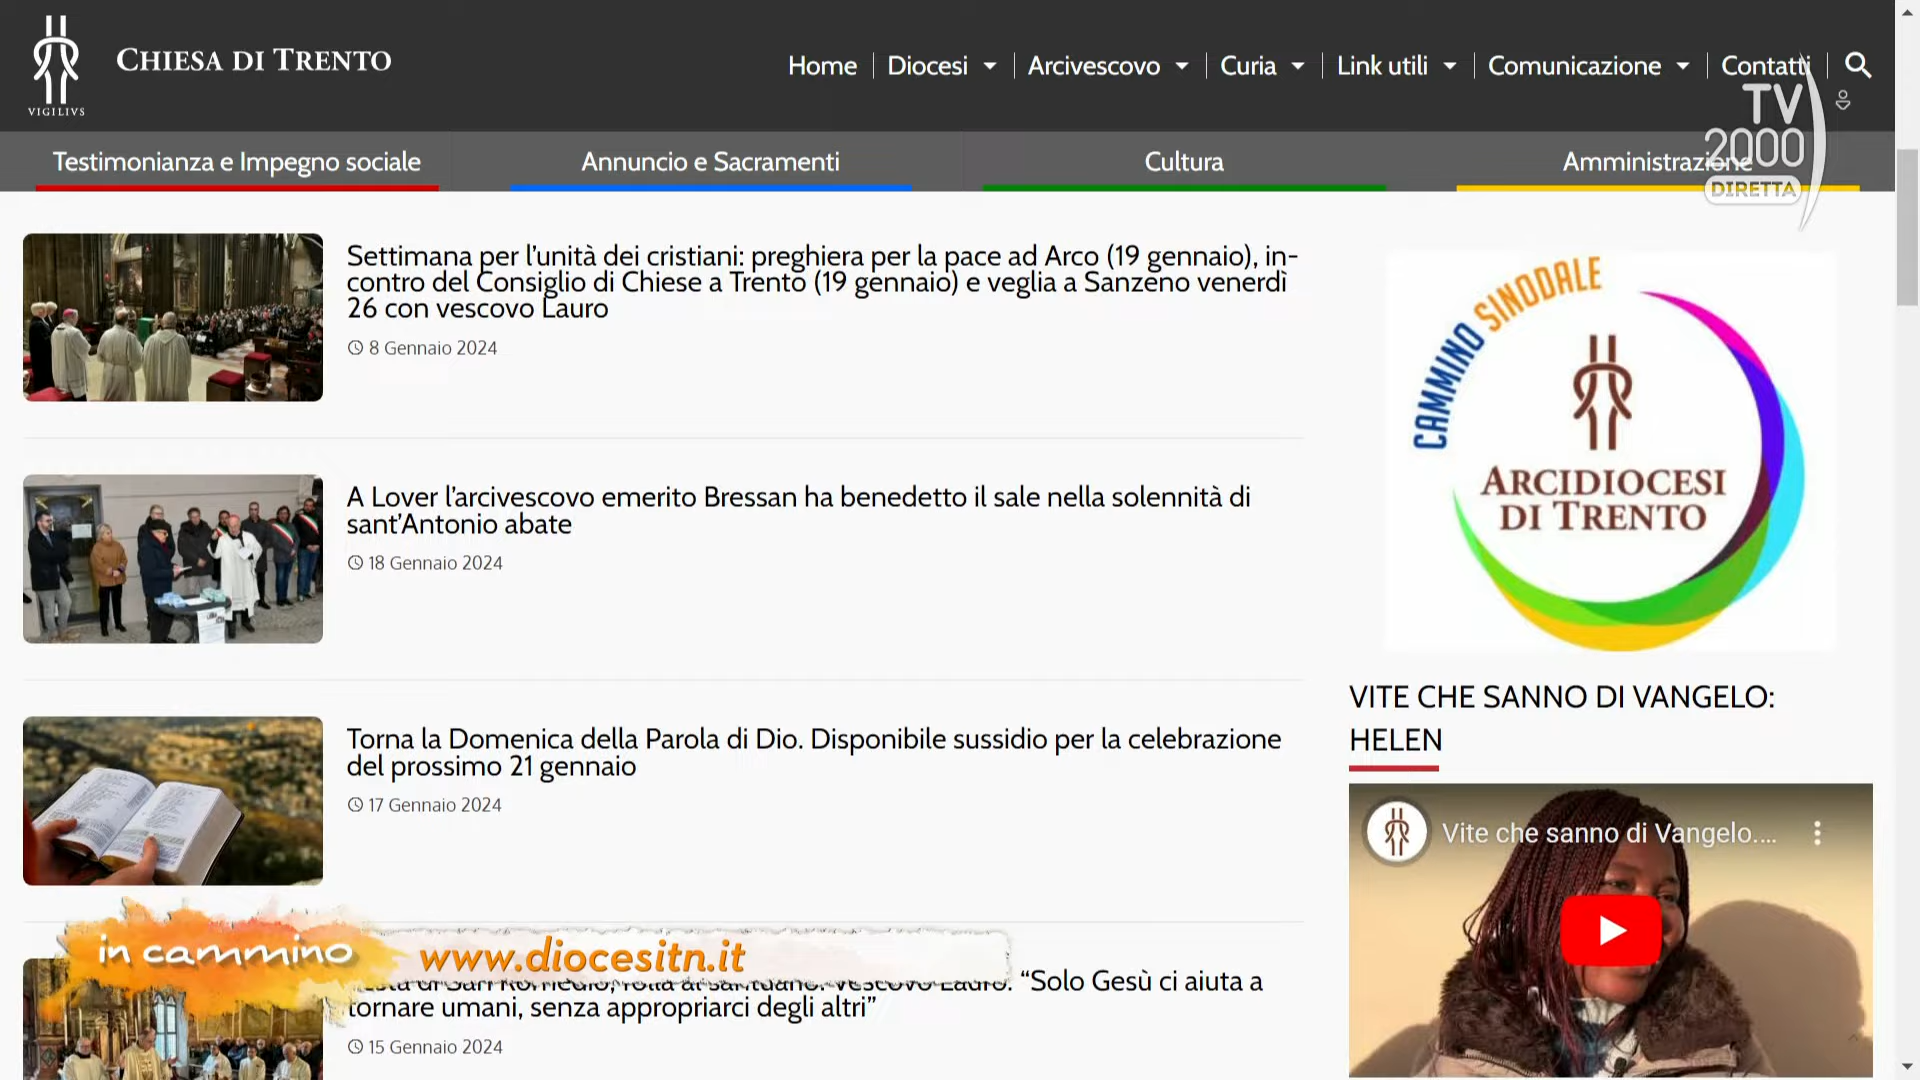 CHIESA DI TRENTO
VIGILIVS
Home
Diocesi
Arcivescovo
Curia
Link utili
Comunicazione
Contatti
TV
2000
DIRETTA
Testimonianza e Impegno sociale
Annuncio e Sacramenti
Cultura
Amministrazione
Settimana per l’unità dei cristiani: preghiera per la pace ad Arco (19 gennaio), in-
contro del Consiglio di Chiese a Trento (19 gennaio) e veglia a Sanzeno venerdì
26 con vescovo Lauro
8 Gennaio 2024
A Lover l’arcivescovo emerito Bressan ha benedetto il sale nella solennità di
sant’Antonio abate
18 Gennaio 2024
Torna la Domenica della Parola di Dio. Disponibile sussidio per la celebrazione
del prossimo 21 gennaio
17 Gennaio 2024
“Solo Gesù ci aiuta a
tornare umani, senza appropriarci degli altri”
15 Gennaio 2024
in cammino
www.diocesitn.it
CAMMINO SINODALE
ARCIDIOCESI
DI TRENTO
VITE CHE SANNO DI VANGELO:
HELEN
Vite che sanno di Vangelo....